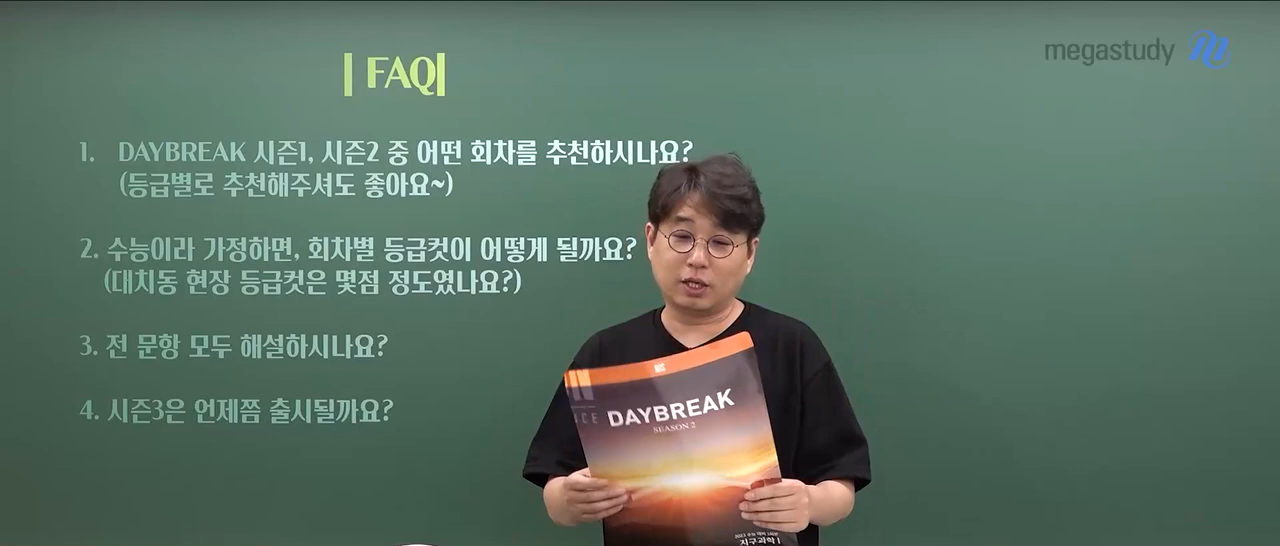 megastudy
FAQ
1. DAYBREAK 시즌1, 시즌2 중 어떤 회차를 추천하시나요?
(등급별로 추천해주셔도 좋아요~)
2. 수능이라 가정하면, 회차별 등급컷이 어떻게 될까요?
(대치동 현장 등급컷은 몇점 정도였나요?)
3. 전 문항 모두 해설하시나요?
4. 시즌3은 언제쯤 출시될까요?
DAYBREAK
SEASON 2
지구과학 I